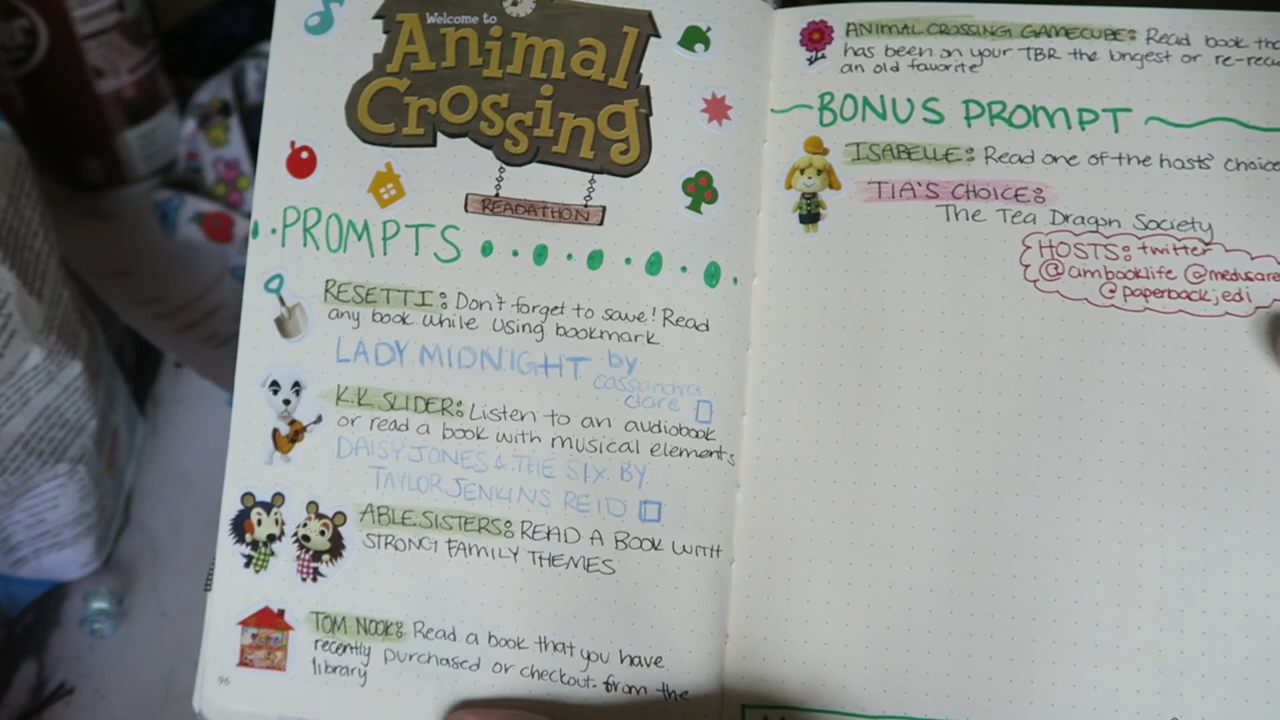 Welcome to
Animal
Crossing
READATHON
PROMPTS
RESETTI: Don't forget to save! Read
any book while using bookmark
LADY MIDNIGHT by
cassandra
clare
K.K. SLIDER: Listen to an audiobook
or read a book with musical elements
DAISY JONES & THE SIX BY
TAYLOR JENKINS REID
ABLE SISTERS: READ A BOOK WITH
STRONG FAMILY THEMES
TOM NOOK: Read a book that you have
recently purchased or checkout from the
library
96
ANIMAL CROSSING GAMECUBE: Read book
has been on your TBR the longest or
an old favorite
BONUS PROMPT
ISABELLE: Read one of the hosts' choice
TIA'S CHOICE:
The Tea Dragon Society
HOSTS: twitter
@ambooklife
@paperbackjedi